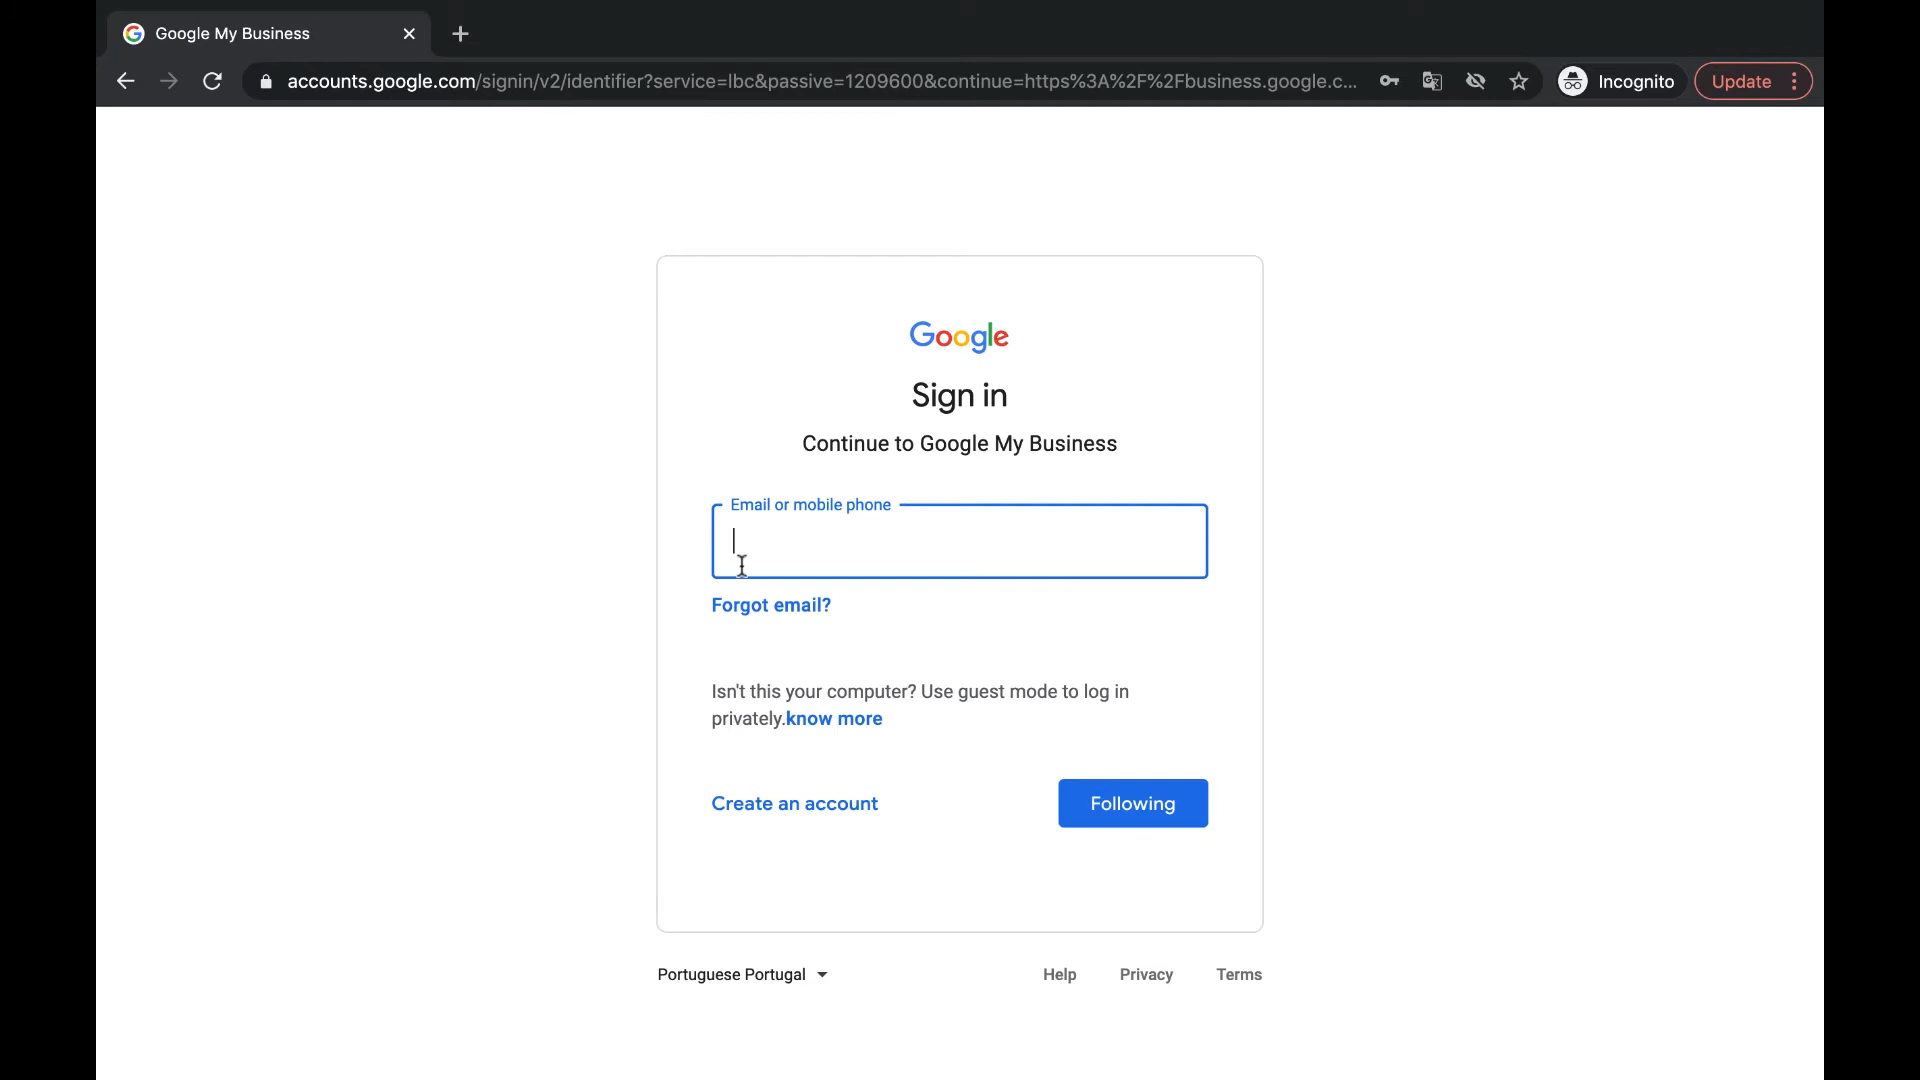 Google My Business
accounts.google.com/signin/v2/identifier?service=lbc&passive=1209600&continue=https%3A%2F%2Fbusiness.google.c...
Incognito
Update
Google
Sign in
Continue to Google My Business
Email or mobile phone
Forgot email?
Isn't this your computer? Use guest mode to log in
privately.know more
Create an account
Following
Portuguese Portugal
Help
Privacy
Terms